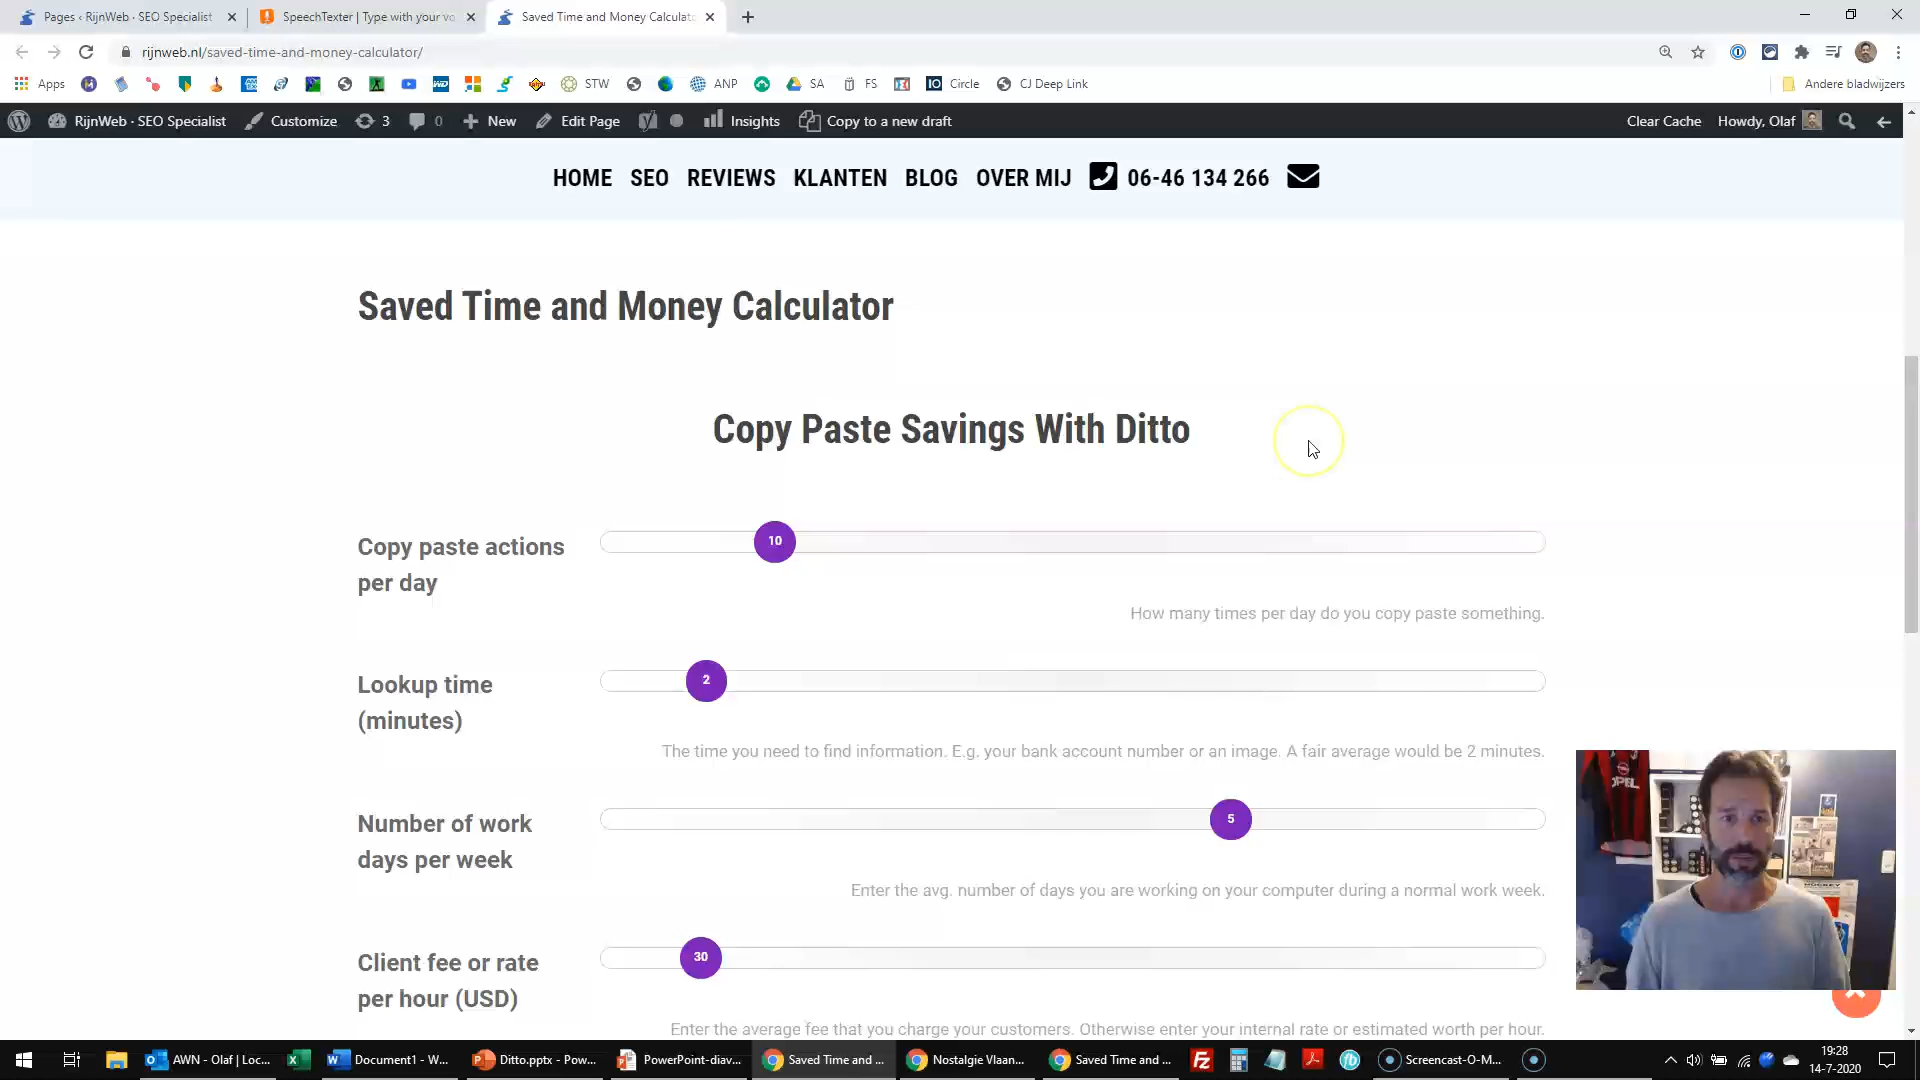 Pages ‹ RijnWeb · SEO Specialist
SpeechTexter | Type with your vo
Saved Time and Money Calculato
rijnweb.nl/saved-time-and-money-calculator/
Apps
STW
ANP
SA
FS
Circle
CJ Deep Link
Andere bladwijzers
RijnWeb · SEO Specialist
Customize
3
0
New
Edit Page
Insights
Copy to a new draft
Clear Cache
Howdy, Olaf
HOME SEO REVIEWS KLANTEN BLOG OVER MIJ 06-46 134 266
Saved Time and Money Calculator
Copy Paste Savings With Ditto
Copy paste actions
per day
10
How many times per day do you copy paste something.
Lookup time
(minutes)
2
The time you need to find information. E.g. your bank account number or an image. A fair average would be 2 minutes.
Number of work
days per week
5
Enter the avg. number of days you are working on your computer during a normal work week.
Client fee or rate
per hour (USD)
30
Enter the average fee that you charge your customers. Otherwise enter your internal rate or estimated worth per hour.
OPEL
AWN - Olaf | Loc...
Document1 - W...
Ditto.pptx - Pow...
PowerPoint-diav...
Saved Time and ...
Nostalgie Vlaan...
Saved Time and ...
Screencast-O-M...
19:28
14-7-2020